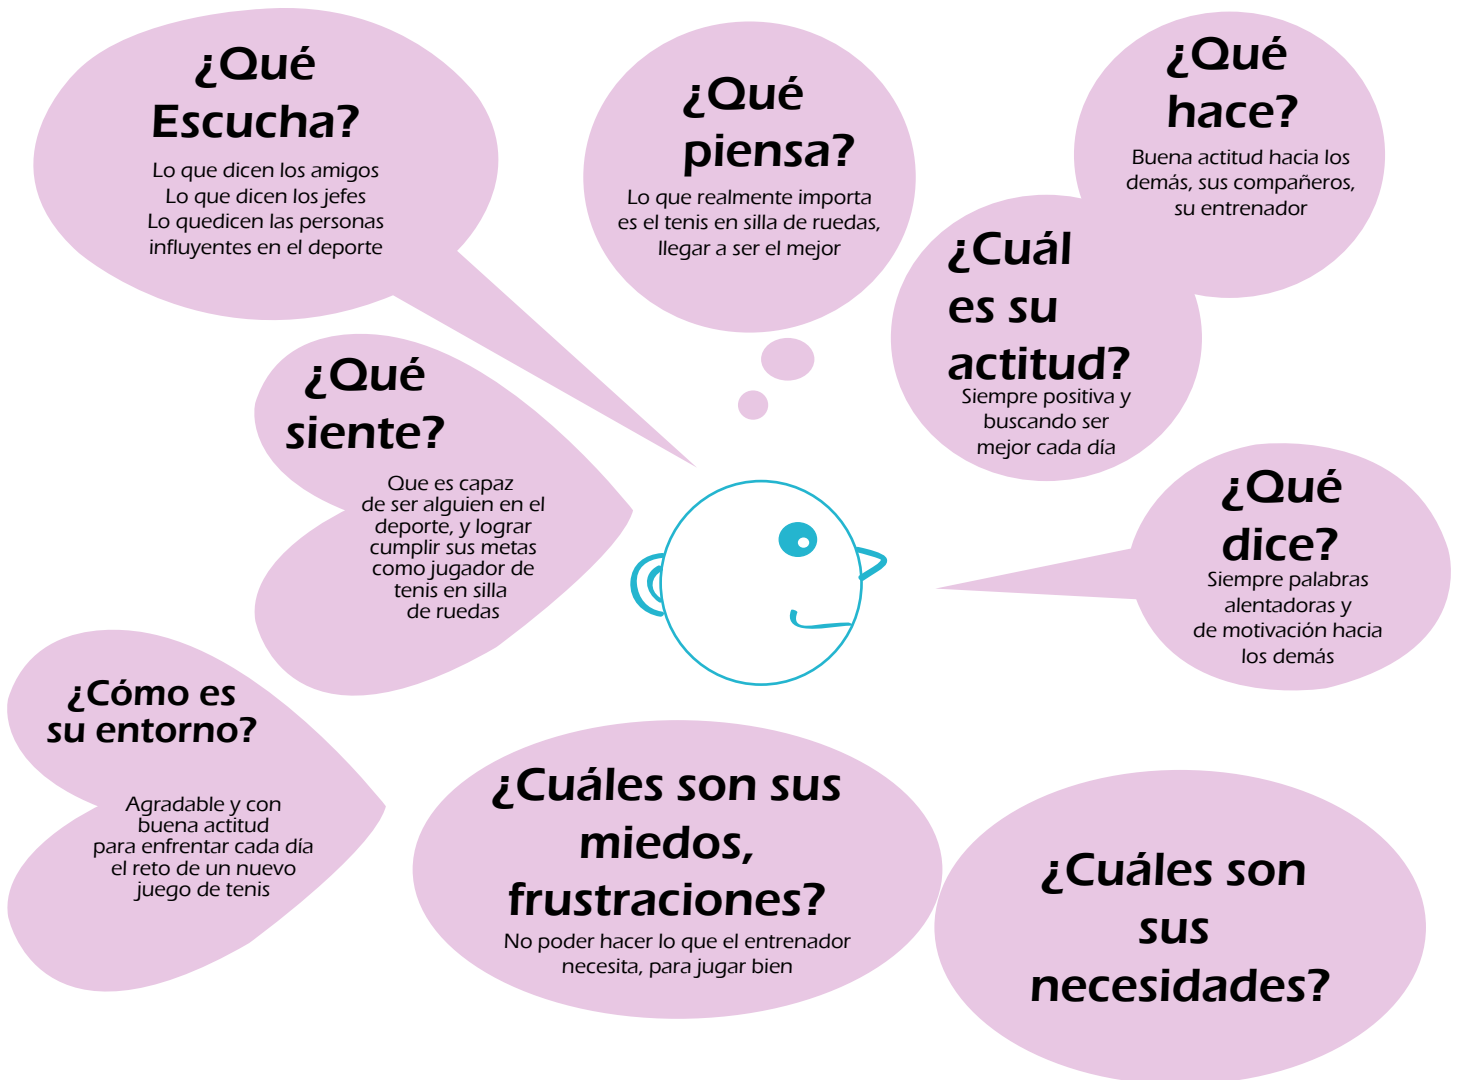 ¿Qué
Escucha?
Lo que dicen los amigos
Lo que dicen los jefes
Lo quedicen las personas
influyentes en el deporte
¿Qué
piensa?
Lo que realmente importa
es el tenis en silla de ruedas,
llegar a ser el mejor
¿Qué
hace?
Buena actitud hacia los
demás, sus compañeros,
su entrenador
¿Cuál
es su
actitud?
Siempre positiva y
buscando ser
mejor cada día
¿Qué
siente?
Que es capaz
de ser alguien en el
deporte, y lograr
cumplir sus metas
como jugador de
tenis en silla
de ruedas
¿Qué
dice?
Siempre palabras
alentadoras y
de motivación hacia
los demás
¿Cómo es
su entorno?
Agradable y con
buena actitud
para enfrentar cada día
el reto de un nuevo
juego de tenis
¿Cuáles son sus
miedos,
frustraciones?
No poder hacer lo que el entrenador
necesita, para jugar bien
¿Cuáles son
sus
necesidades?